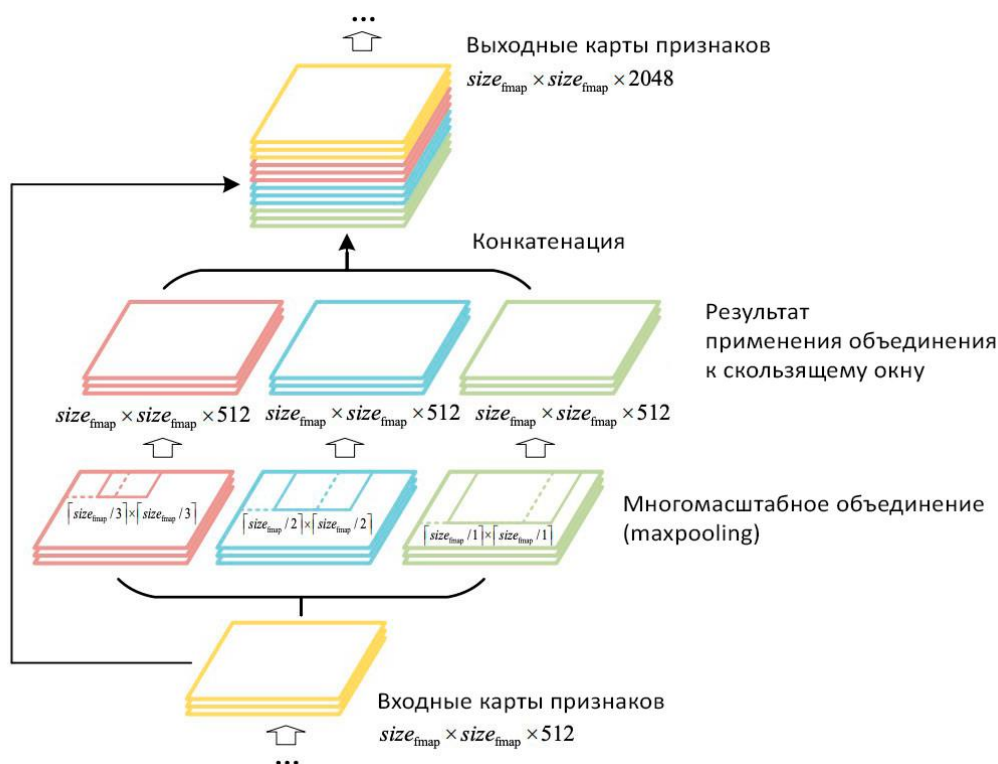 ...
Выходные карты признаков
size_fmap × size_fmap × 2048
Конкатенация
Результат
применения объединения
к скользящему окну
size_fmap × size_fmap × 512
size_fmap × size_fmap × 512
size_fmap × size_fmap × 512
⌈size_fmap / 3⌉×⌈size_fmap / 3⌉
⌈size_fmap / 2⌉×⌈size_fmap / 2⌉
⌈size_fmap / 1⌉×⌈size_fmap / 1⌉
Многомасштабное объединение
(maxpooling)
Входные карты признаков
size_fmap × size_fmap × 512
...